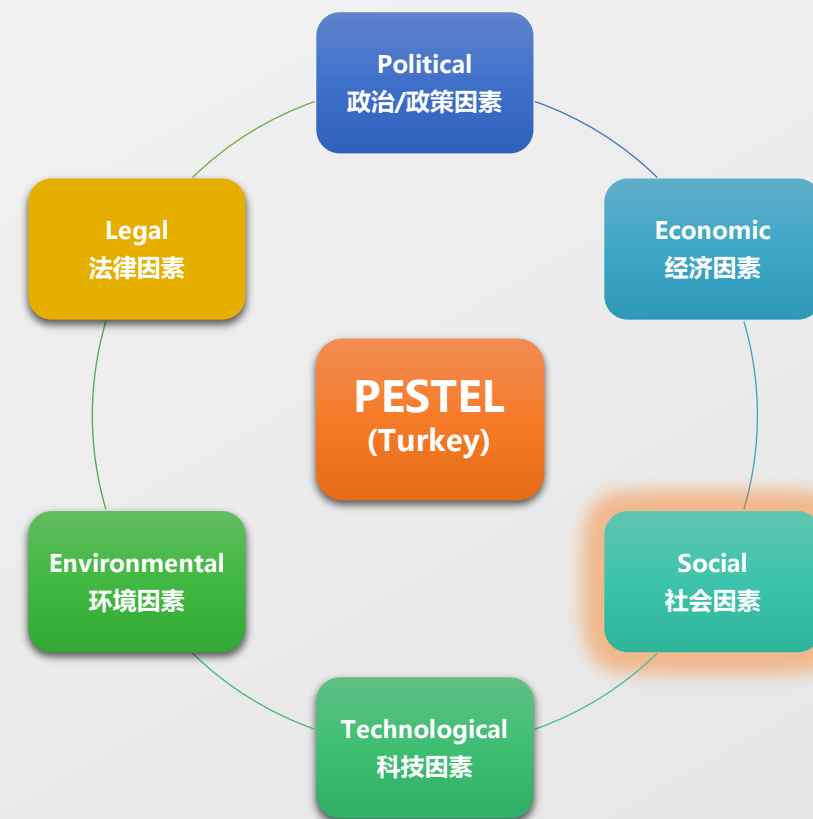 Political
政治/政策因素
Legal
法律因素
Economic
经济因素
PESTEL
(Turkey)
Environmental
环境因素
Social
社会因素
Technological
科技因素